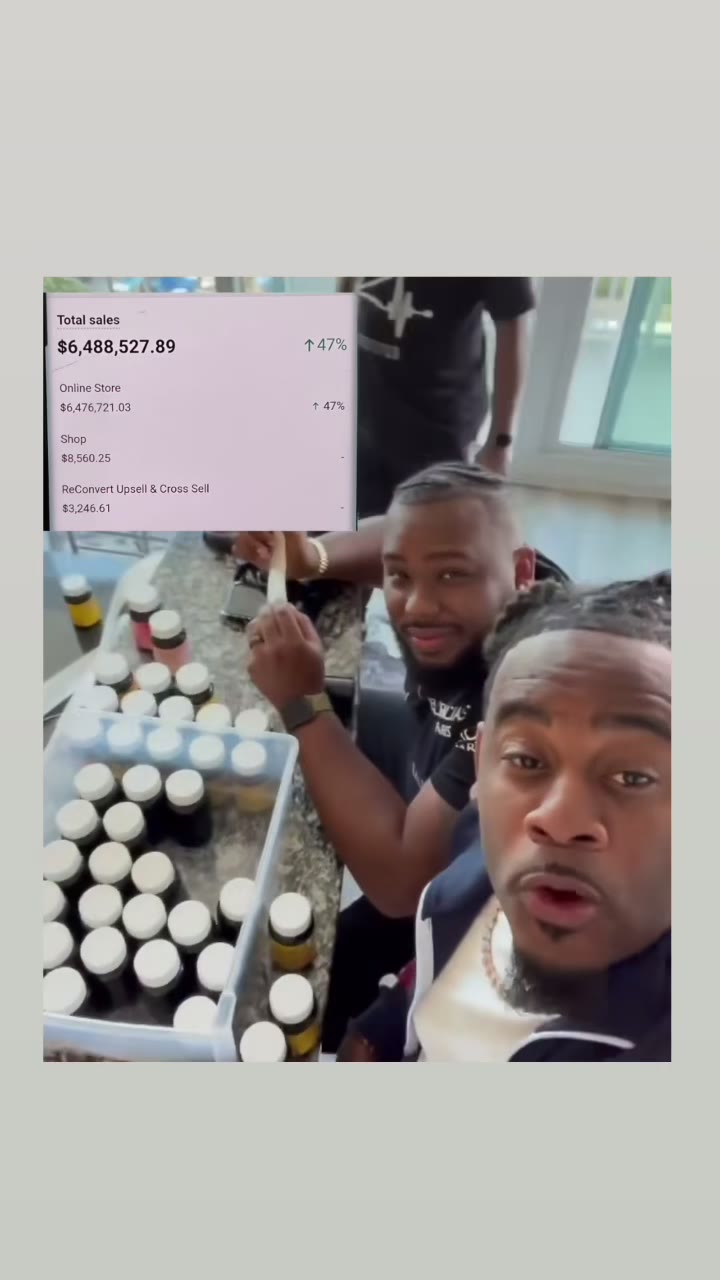 Total sales
$6,488,527.89 ↑47%
Online Store
$6,476,721.03 ↑ 47%
Shop
$8,560.25 -
ReConvert Upsell & Cross Sell
$3,246.61 -